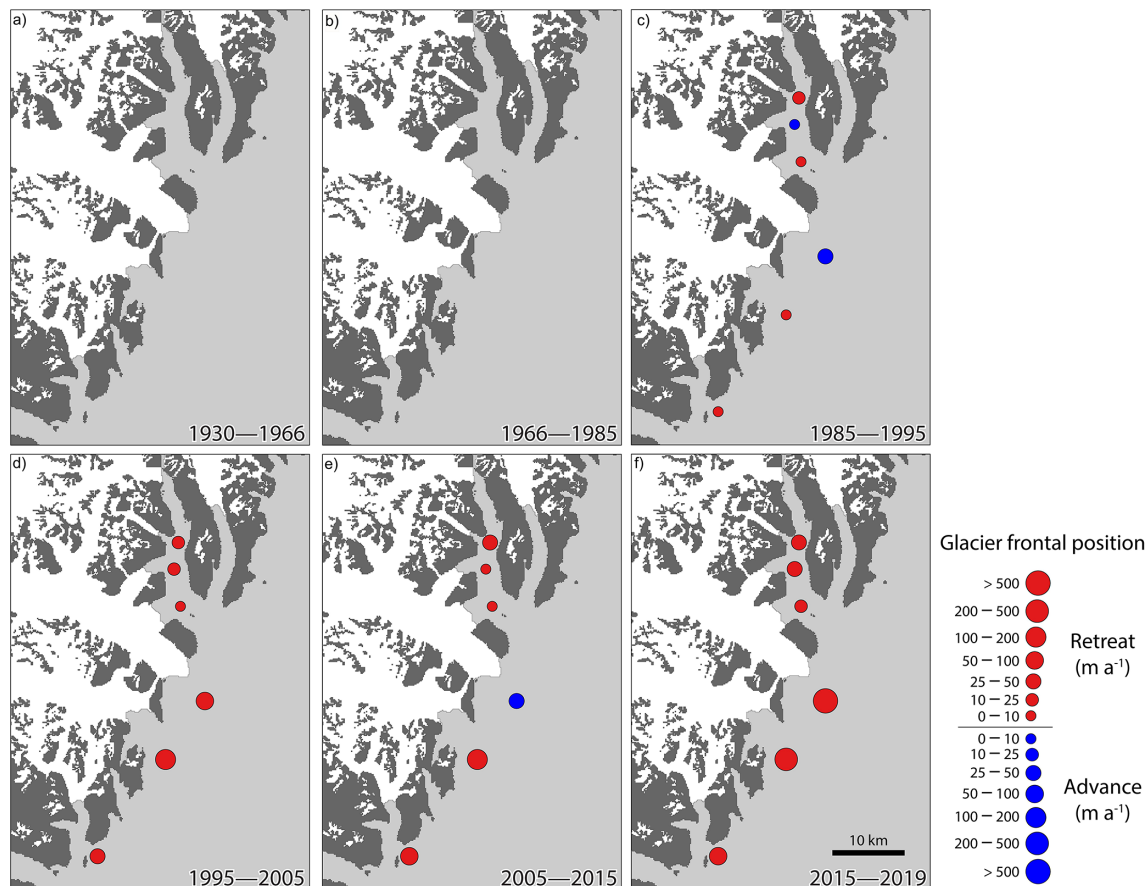 a)
1930—1966
b)
1966—1985
c)
1985—1995
d)
1995—2005
e)
2005—2015
f)
10 km
2015—2019
Glacier frontal position
> 500
200 — 500
100 — 200
50 — 100
25 — 50
10 — 25
0 — 10
Retreat
(m a⁻¹)
0 — 10
10 — 25
25 — 50
50 — 100
100 — 200
200 — 500
> 500
Advance
(m a⁻¹)